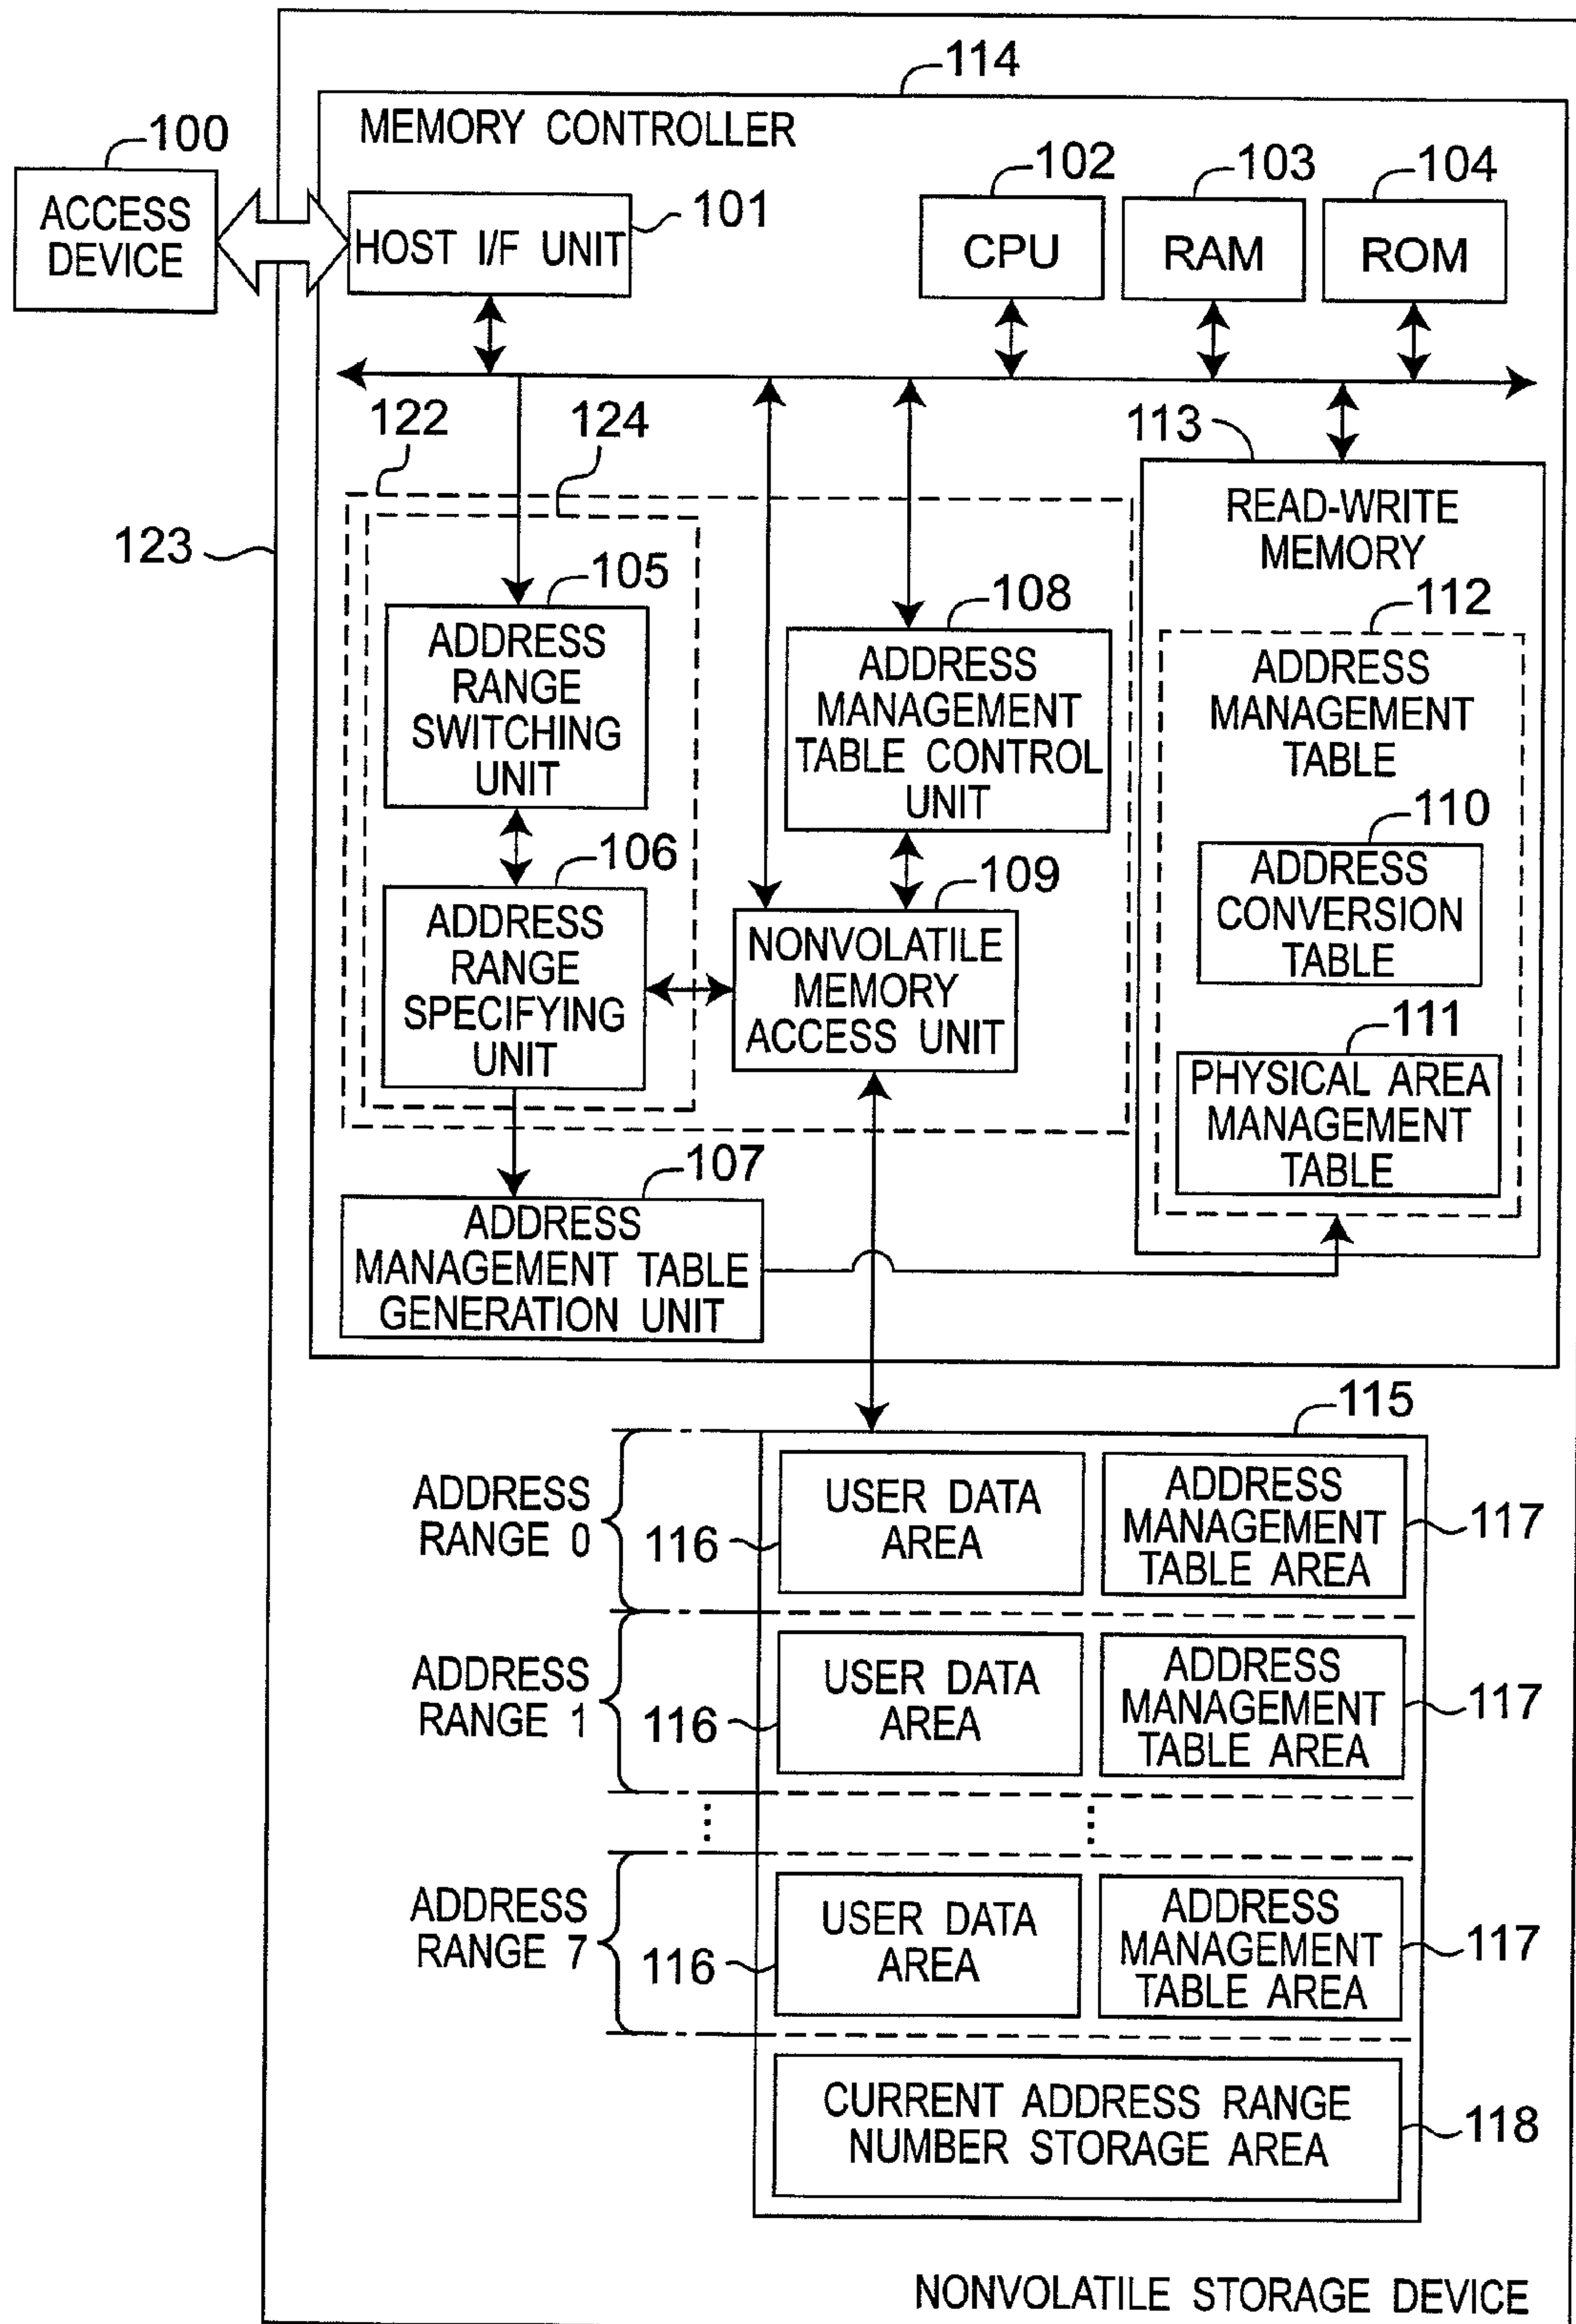 114
MEMORY CONTROLLER
100
ACCESS
DEVICE
101
HOST I/F UNIT
102
CPU
103
RAM
104
ROM
122
124
123
105
ADDRESS
RANGE
SWITCHING
UNIT
106
ADDRESS
RANGE
SPECIFYING
UNIT
108
ADDRESS
MANAGEMENT
TABLE CONTROL
UNIT
109
NONVOLATILE
MEMORY
ACCESS UNIT
113
READ-WRITE
MEMORY
112
ADDRESS
MANAGEMENT
TABLE
110
ADDRESS
CONVERSION
TABLE
111
PHYSICAL AREA
MANAGEMENT
TABLE
107
ADDRESS
MANAGEMENT TABLE
GENERATION UNIT
115
ADDRESS
RANGE 0
116
USER DATA
AREA
ADDRESS
MANAGEMENT
TABLE AREA
117
ADDRESS
RANGE 1
116
USER DATA
AREA
ADDRESS
MANAGEMENT
TABLE AREA
117
ADDRESS
RANGE 7
116
USER DATA
AREA
ADDRESS
MANAGEMENT
TABLE AREA
117
CURRENT ADDRESS RANGE
NUMBER STORAGE AREA
118
NONVOLATILE STORAGE DEVICE